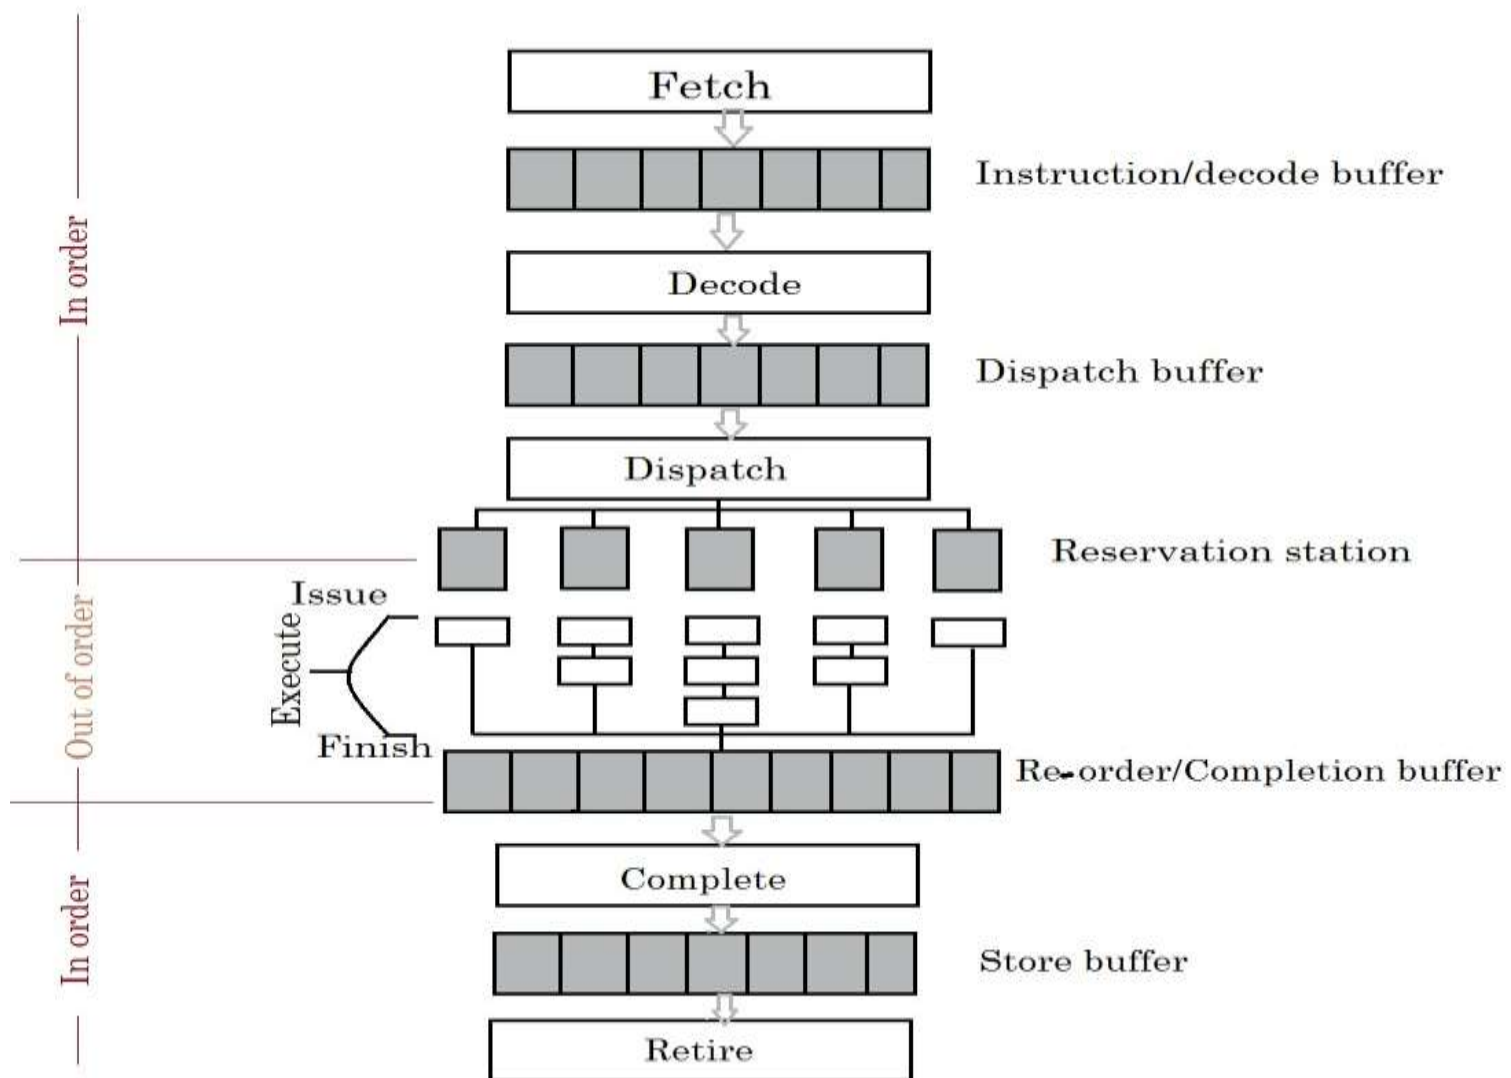 Fetch
Instruction/decode buffer
In order
Decode
Dispatch buffer
Dispatch
Reservation station
Issue
Execute
Out of order
Finish
Re-order/Completion buffer
Complete
In order
Store buffer
Retire